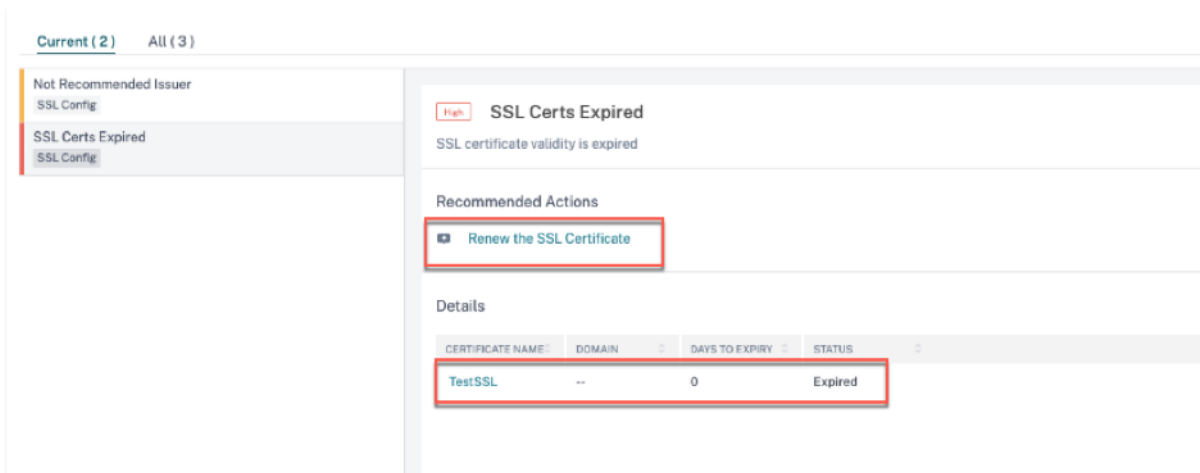 Current ( 2 ) All ( 3 )
Not Recommended Issuer
SSL Config
SSL Certs Expired
SSL Config
High SSL Certs Expired
SSL certificate validity is expired
Recommended Actions
Renew the SSL Certificate
Details
CERTIFICATE NAME DOMAIN DAYS TO EXPIRY STATUS
TestSSL -- 0 Expired